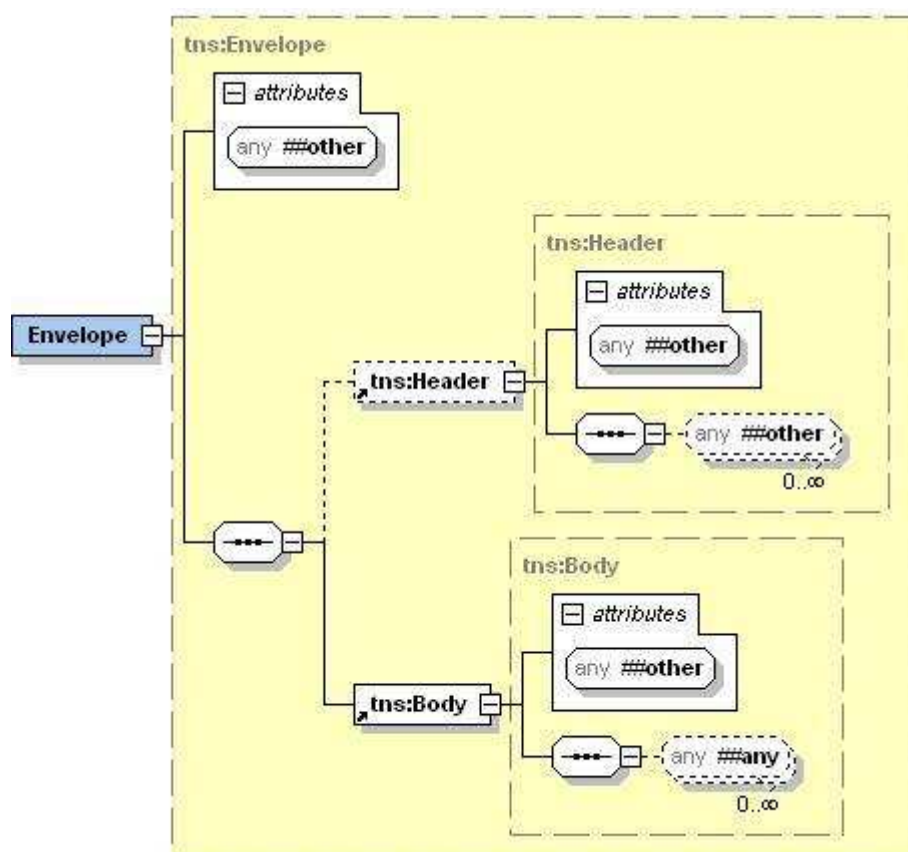 tns:Envelope
attributes
any ##other
Envelope
tns:Header
attributes
any ##other
tns:Header
any ##other
0..∞
tns:Body
attributes
any ##other
tns:Body
any ##any
0..∞